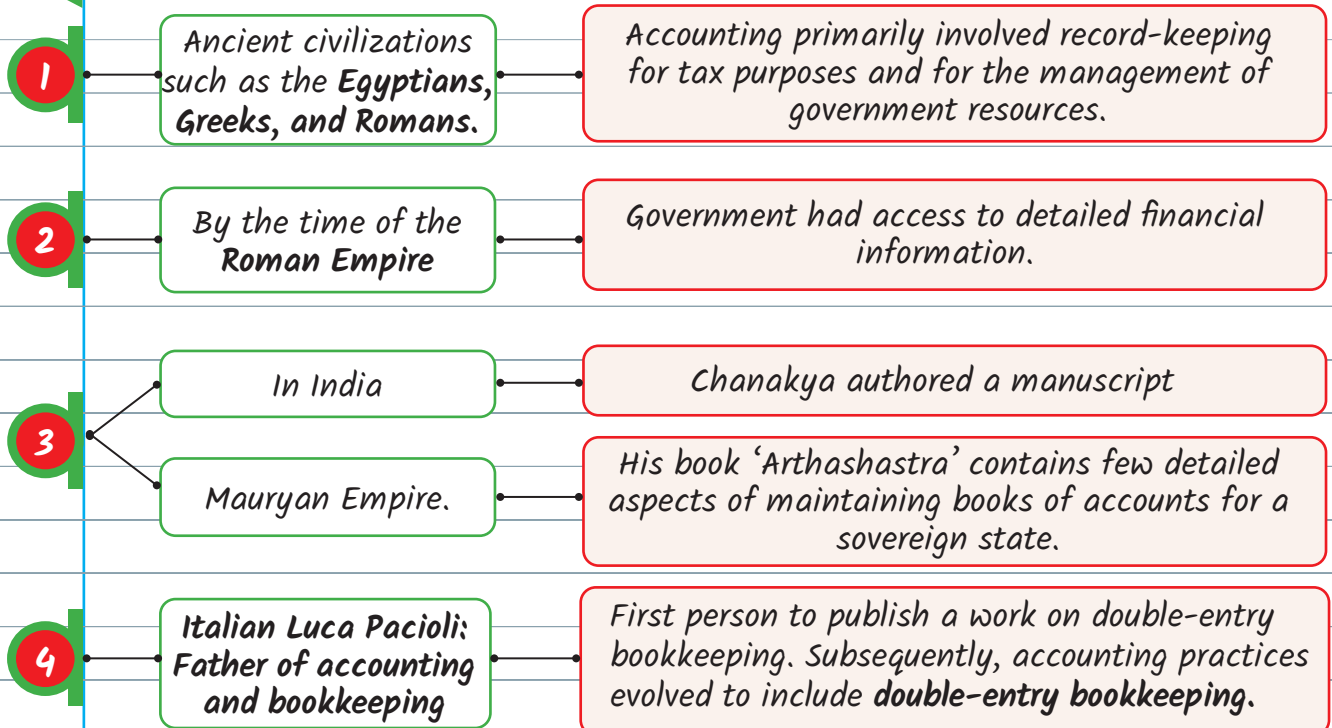 1
Ancient civilizations
such as the Egyptians,
Greeks, and Romans.
Accounting primarily involved record-keeping
for tax purposes and for the management of
government resources.
2
By the time of the
Roman Empire
Government had access to detailed financial
information.
3
In India
Chanakya authored a manuscript
Mauryan Empire.
His book ‘Arthashastra’ contains few detailed
aspects of maintaining books of accounts for a
sovereign state.
4
Italian Luca Pacioli:
Father of accounting
and bookkeeping
First person to publish a work on double-entry
bookkeeping. Subsequently, accounting practices
evolved to include double-entry bookkeeping.